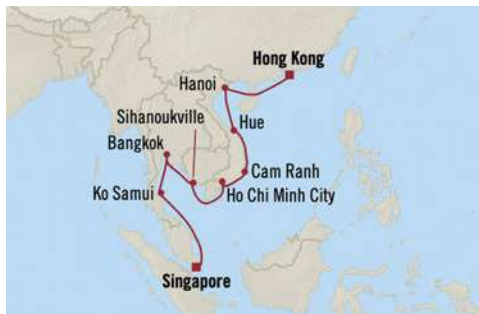 Hong Kong
Hanoi
Sihanoukville
Hue
Bangkok
Cam Ranh
Ko Samui
Ho Chi Minh City
Singapore